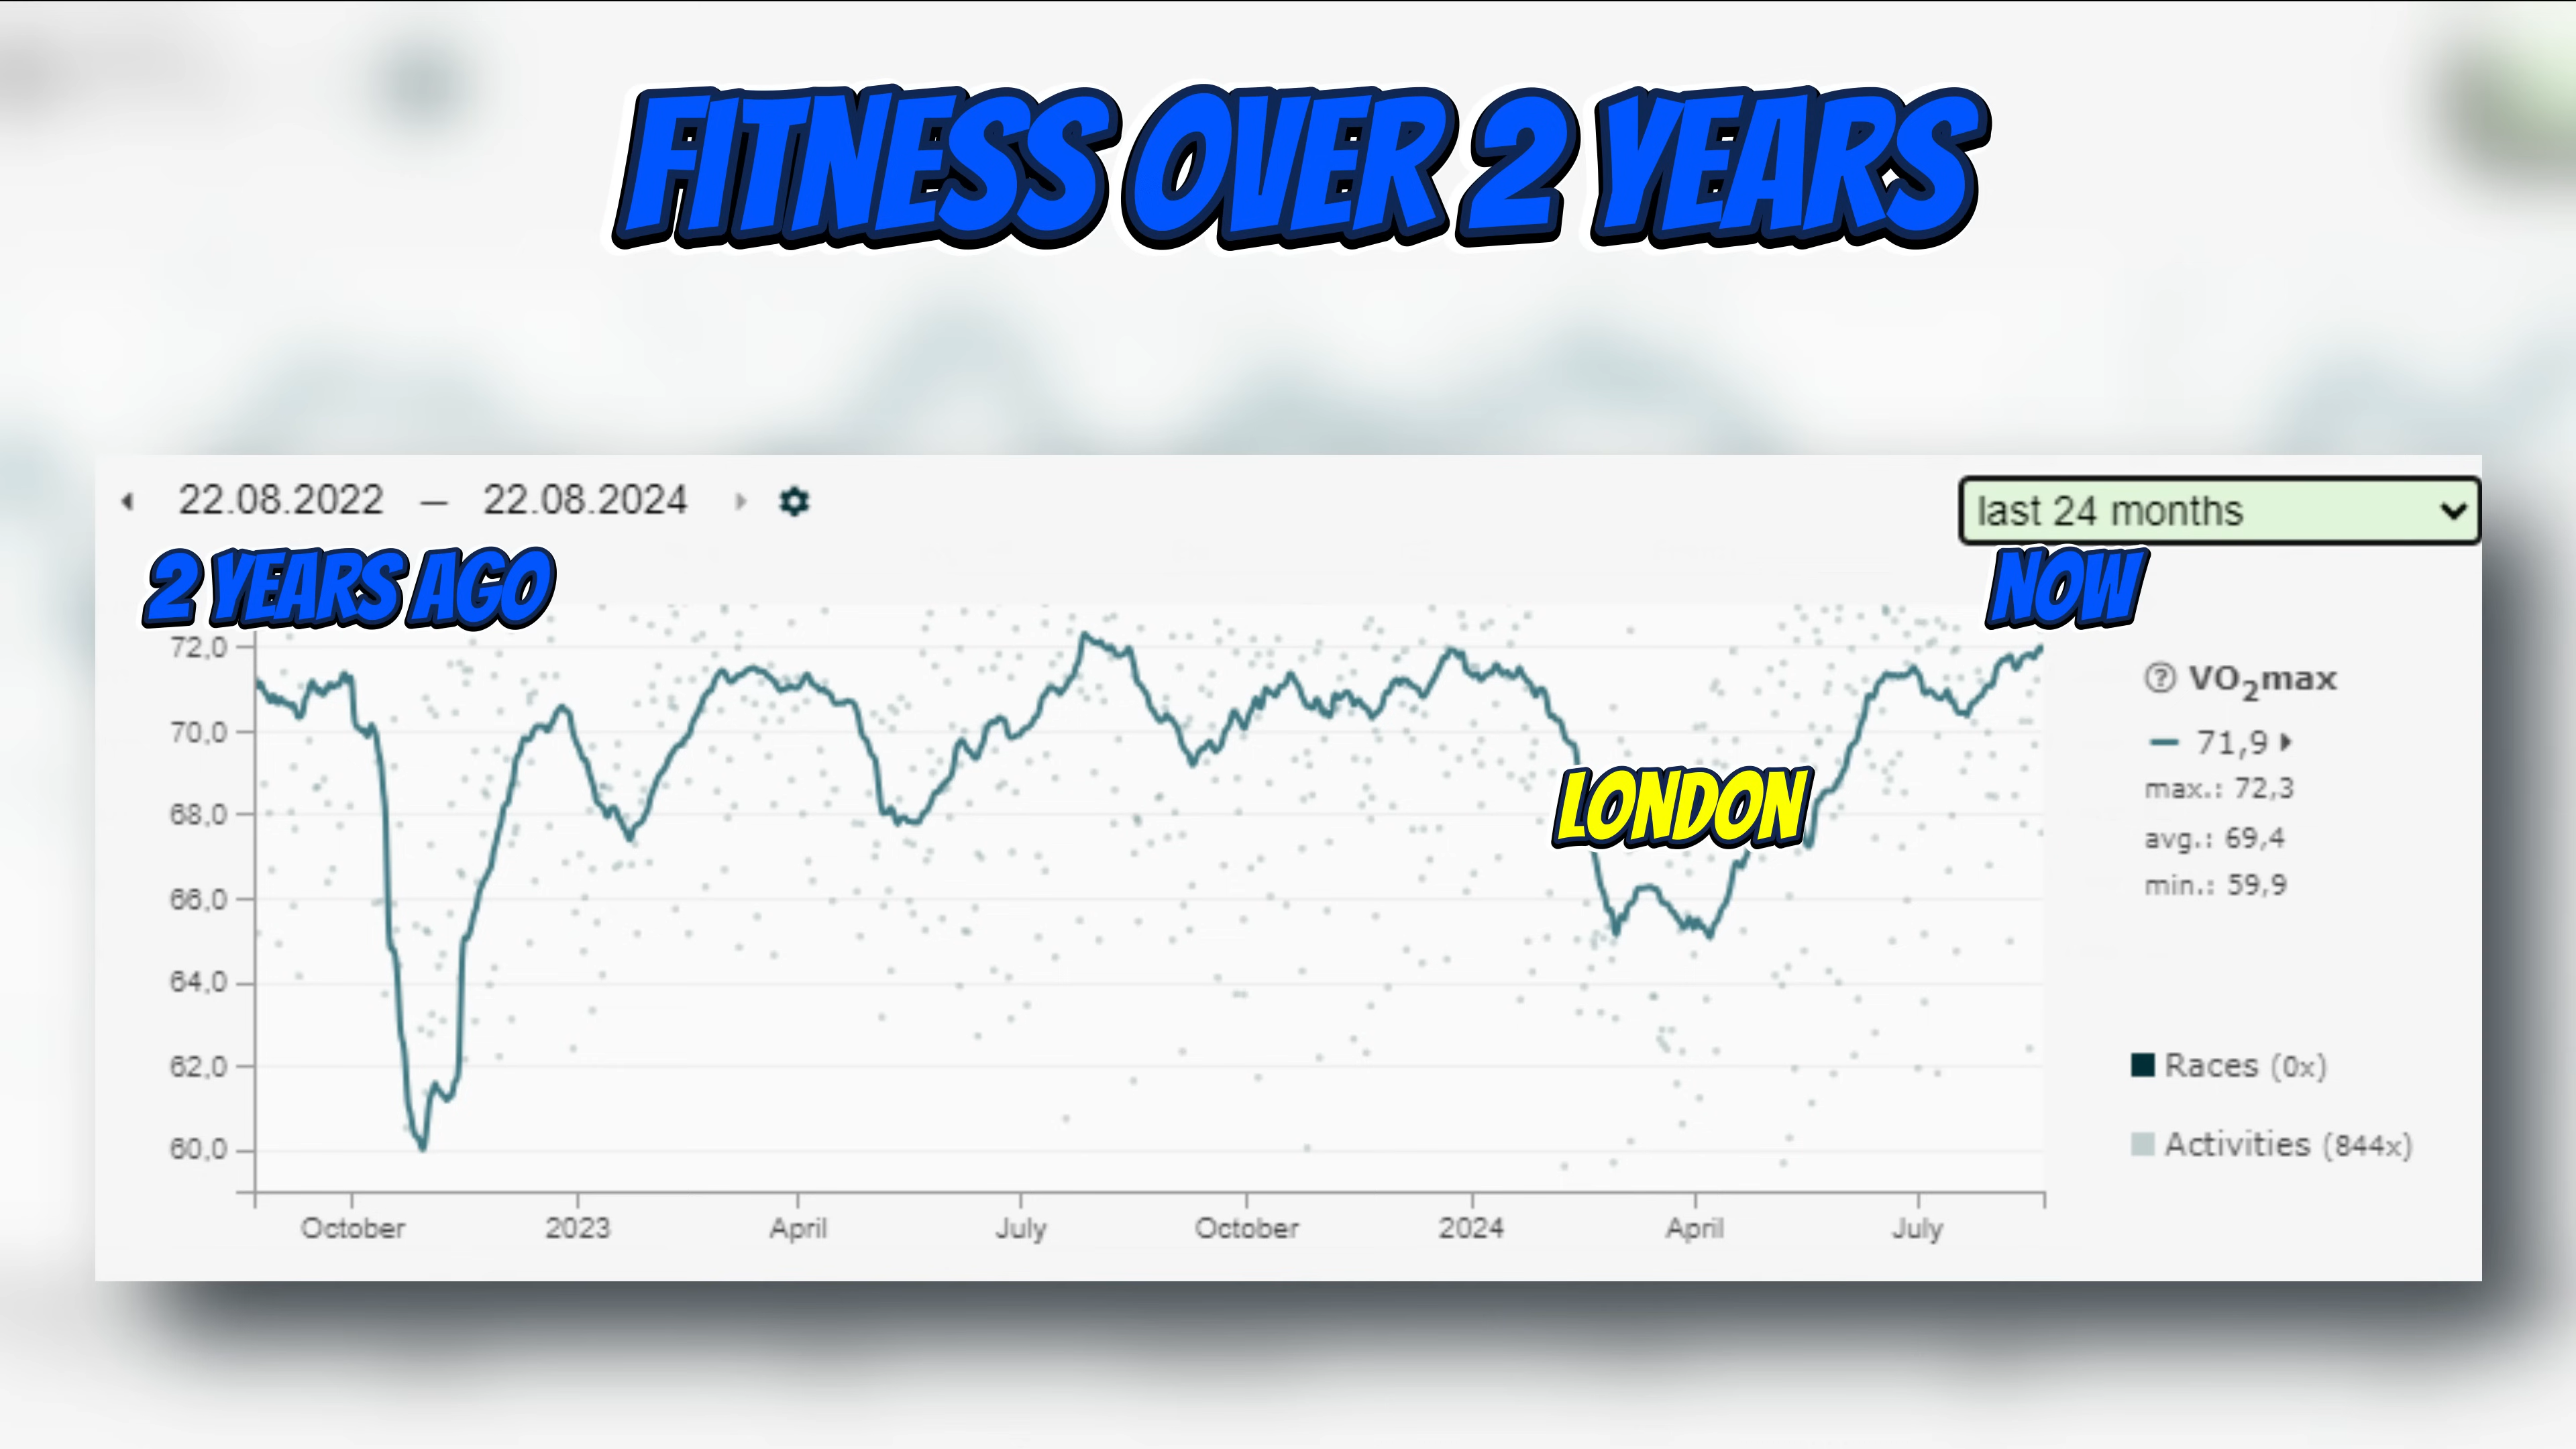 FITNESS OVER 2 YEARS
22.08.2022 — 22.08.2024
last 24 months
2 YEARS AGO
NOW
72,0
70,0
68,0
66,0
64,0
62,0
60,0
LONDON
October
2023
April
July
October
2024
April
July
? VO2max
71,9
max.: 72,3
avg.: 69,4
min.: 59,9
Races (0x)
Activities (844x)